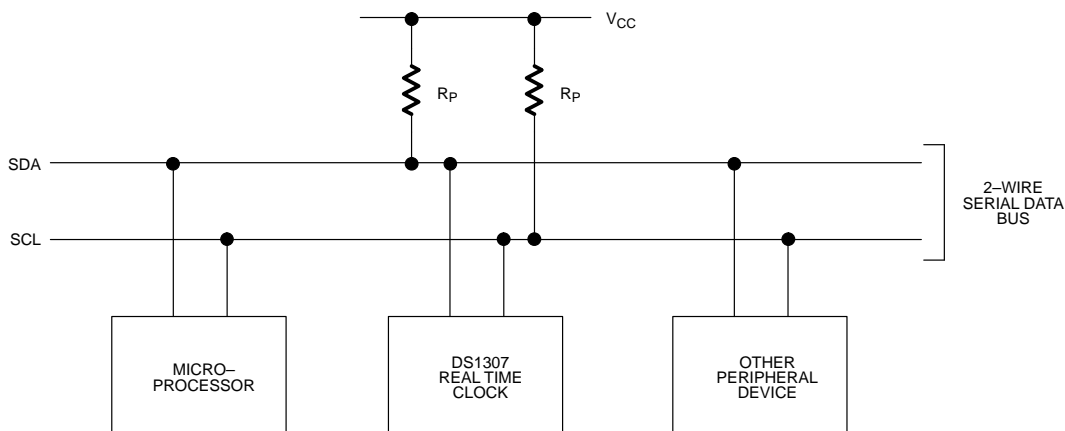 VCC
RP
RP
SDA
2–WIRE
SERIAL DATA
BUS
SCL
MICRO–
PROCESSOR
DS1307
REAL TIME
CLOCK
OTHER
PERIPHERAL
DEVICE